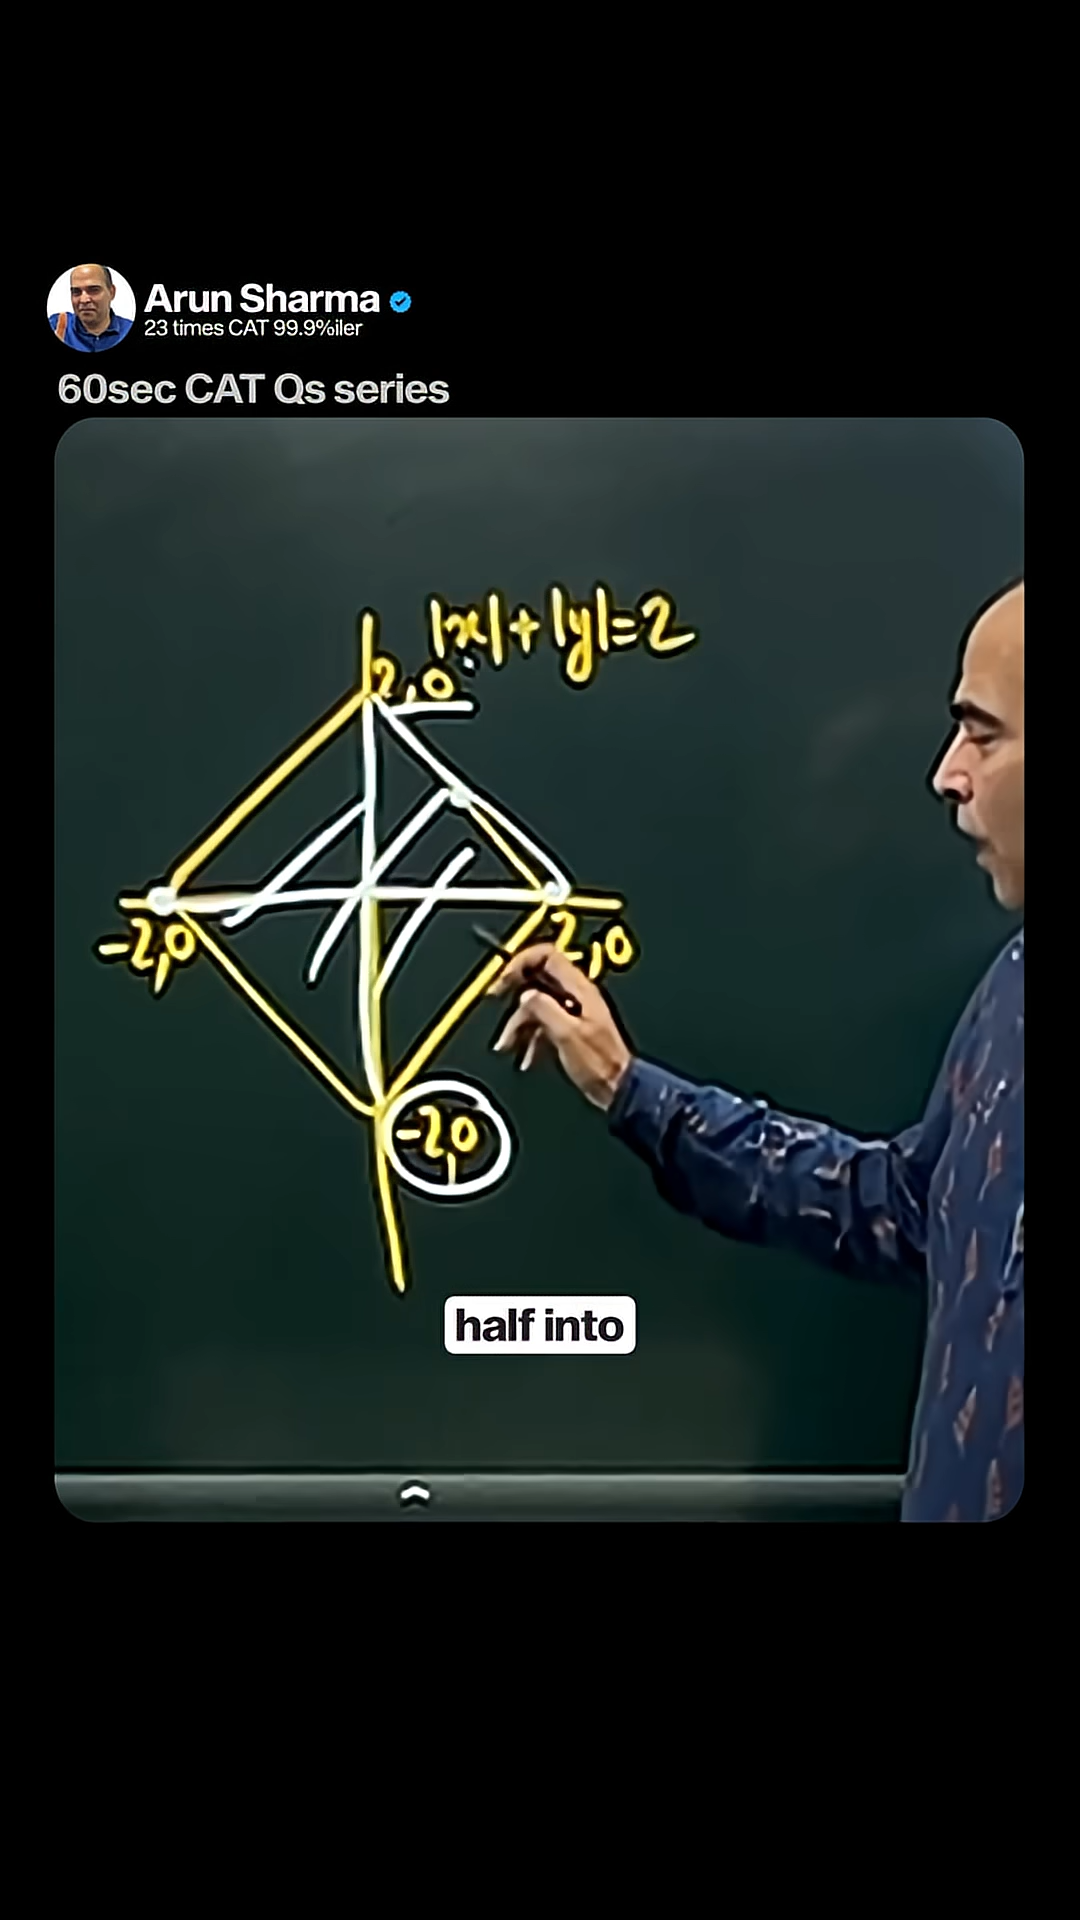 Arun Sharma
23 times CAT 99.9%iler
60sec CAT Qs series
|x|+|y|=2
2,0
-2,0
2,0
-2,0
half into